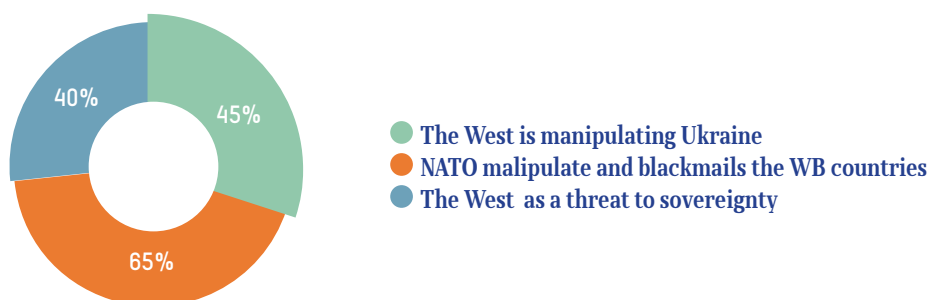 40%
45%
65%
The West is manipulating Ukraine
NATO malipulate and blackmails the WB countries
The West as a threat to sovereignty